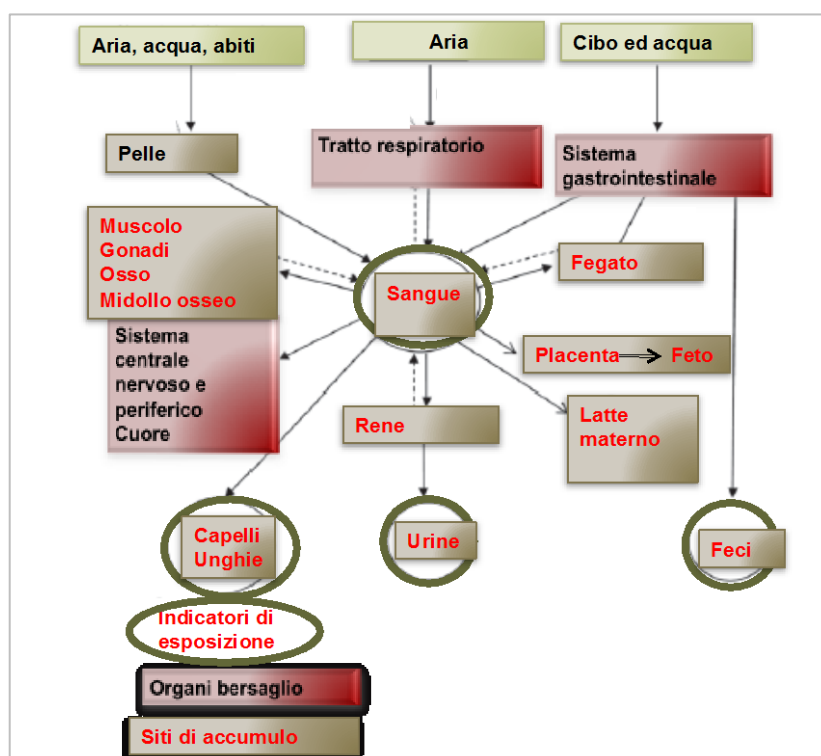 Aria, acqua, abiti
Aria
Cibo ed acqua
Pelle
Tratto respiratorio
Sistema
gastrointestinale
Muscolo
Gonadi
Osso
Midollo osseo
Sangue
Fegato
Sistema
centrale
nervoso e
periferico
Cuore
Placenta Feto
Rene
Latte
materno
Capelli
Unghie
Urine
Feci
Indicatori di
esposizione
Organi bersaglio
Siti di accumulo